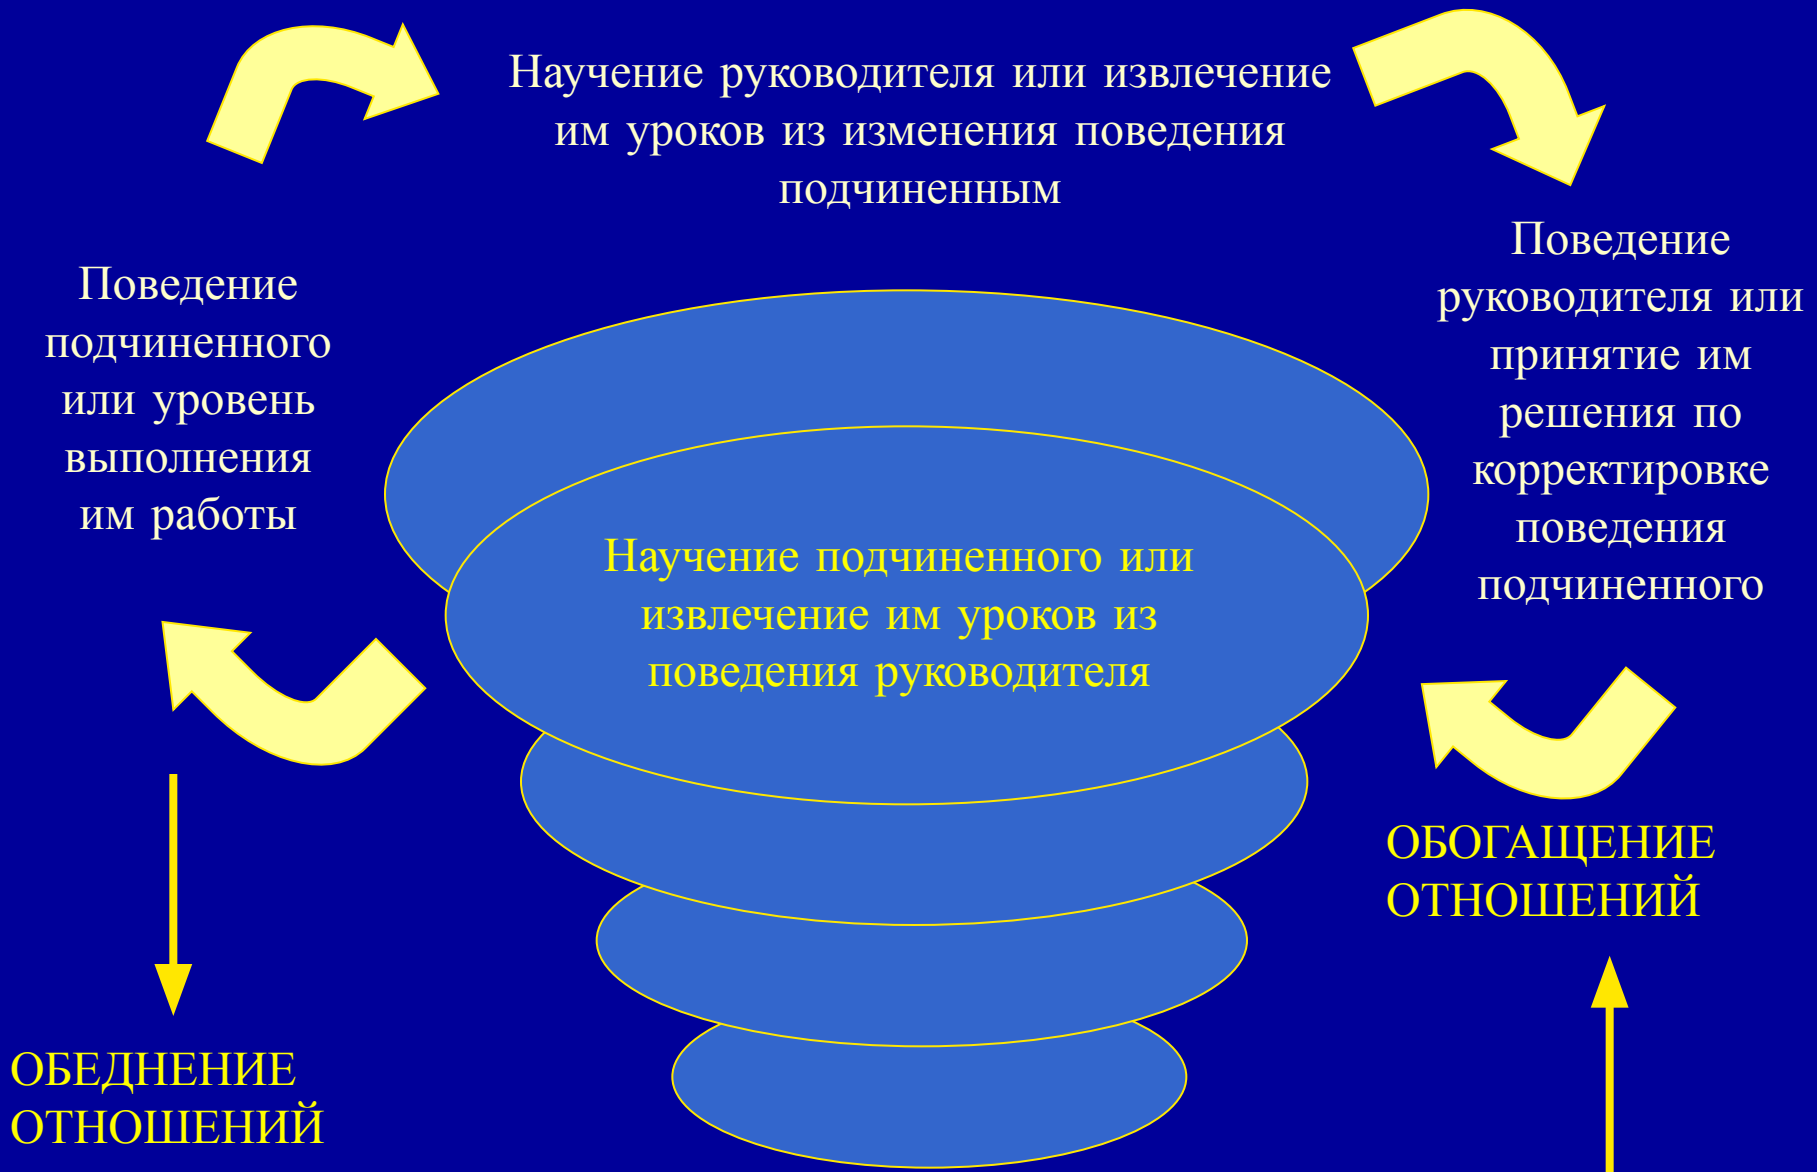 Научение руководителя или извлечение
им уроков из изменения поведения
подчиненным
Поведение
подчиненного
или уровень
выполнения
им работы
Поведение
руководителя или
принятие им
решения по
корректировке
поведения
подчиненного
Научение подчиненного или
извлечение им уроков из
поведения руководителя
ОБОГАЩЕНИЕ
ОТНОШЕНИЙ
ОБЕДНЕНИЕ
ОТНОШЕНИЙ